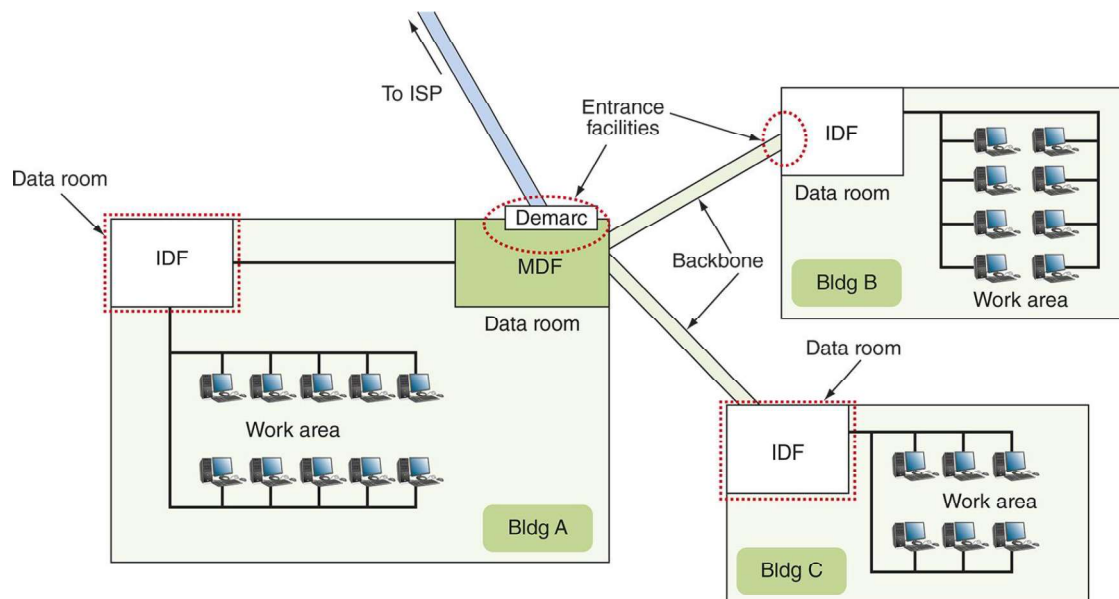 To ISP
Entrance
facilities
IDF
Data room
Data room
Demarc
IDF
MDF
Backbone
Bldg B
Work area
Data room
Data room
Work area
IDF
Work area
Bldg A
Bldg C